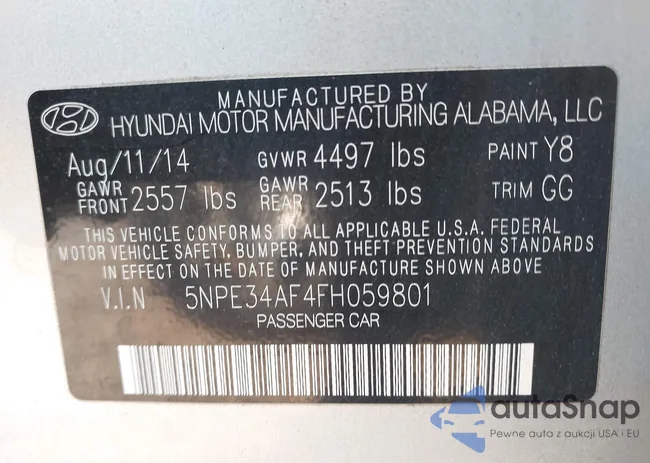 MANUFACTURED BY
HYUNDAI MOTOR MANUFACTURING ALABAMA, LLC
Aug/11/14 GVWR 4497 lbs PAINT Y8
GAWR FRONT 2557 lbs GAWR REAR 2513 lbs TRIM GG
THIS VEHICLE CONFORMS TO ALL APPLICABLE U.S.A. FEDERAL
MOTOR VEHICLE SAFETY, BUMPER, AND THEFT PREVENTION STANDARDS
IN EFFECT ON THE DATE OF MANUFACTURE SHOWN ABOVE
V.I.N 5NPE34AF4FH059801
PASSENGER CAR
autoSnap
Pewne auta z aukcji USA i EU